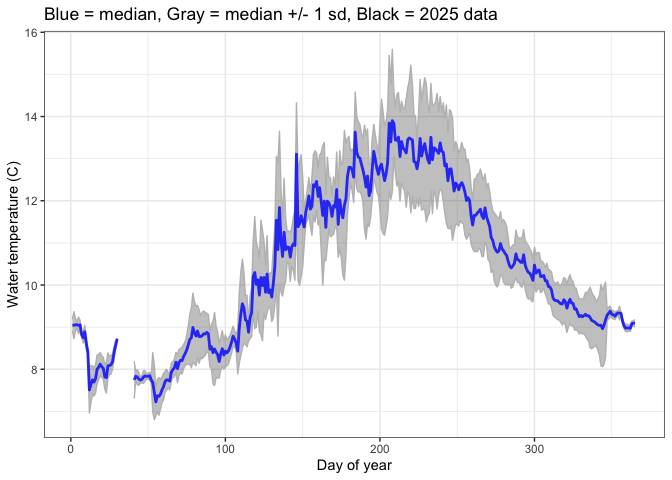 Blue = median, Gray = median +/- 1 sd, Black = 2025 data
16
14
12
10
8
Water temperature (C)
0 100 200 300
Day of year